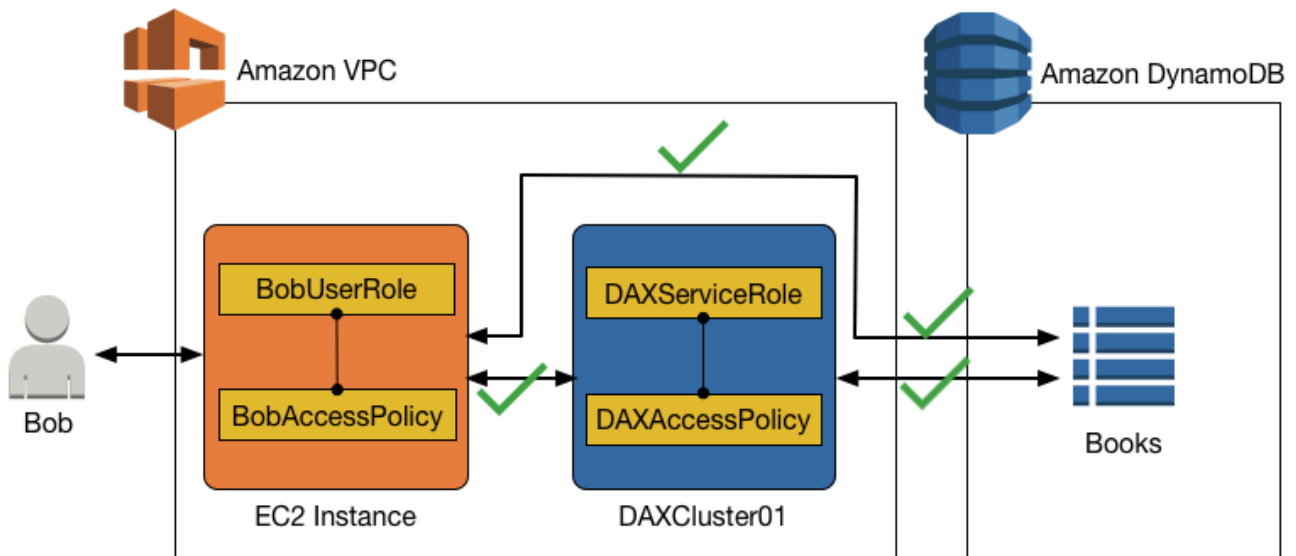 Amazon VPC
Amazon DynamoDB
BobUserRole
DAXServiceRole
BobAccessPolicy
DAXAccessPolicy
Bob
Books
EC2 Instance
DAXCluster01